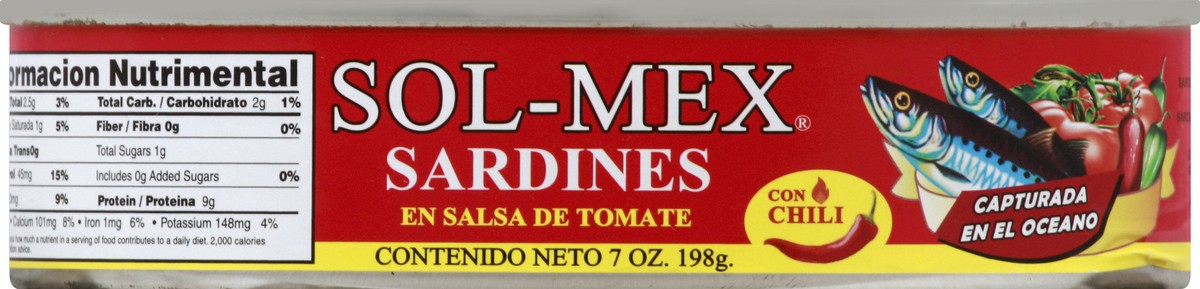 ormacion Nutrimental
Total 2.5g 3% Total Carb. / Carbohidrato 2g 1%
Saturada 1g 5% Fiber / Fibra 0g 0%
Trans0g Total Sugars 1g
45mg 15% Includes 0g Added Sugars 0%
9% Protein / Proteina 9g
• Calcium 101mg 8% • Iron 1mg 6% • Potassium 148mg 4%
how much a nutrient in a serving of food contributes to a daily diet. 2,000 calories
advice.
SOL-MEX®
SARDINES
EN SALSA DE TOMATE
CONTENIDO NETO 7 OZ. 198g.
CON
CHILI
CAPTURADA
EN EL OCEANO